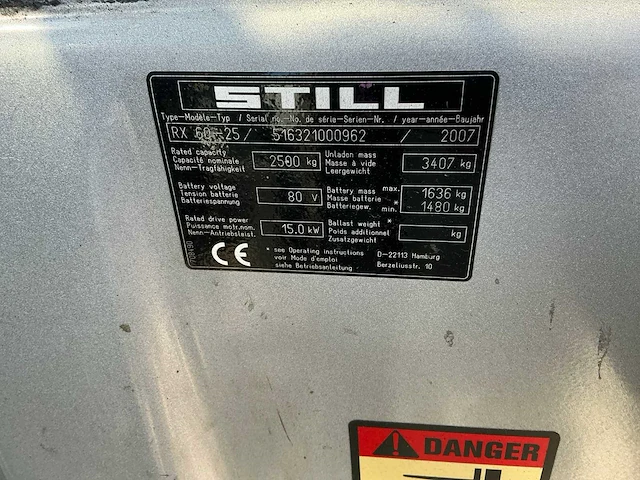 STILL
Type-Modèle-Typ / Serial no.-No. de série-Serien-Nr. / year-année-Baujahr
RX 60-25 / 516321000962 / 2007
Rated capacity
Capacité nominale
Nenn-Tragfähigkeit
2500 kg
Unladen mass
Masse à vide
Leergewicht
3407 kg
Battery voltage
Tension batterie
Batteriespannung
80 V
Battery mass max.
Masse batterie *
Batteriegew. min.
1636 kg
1480 kg
Rated drive power
Puissance motr.nom.
Nenn-Antriebsleist.
15.0 kW
Ballast weight *
Poids additionnel
Zusatzgewicht
kg
CE
* see Operating instructions
voir Mode d'emploi
siehe Betriebsanleitung
D-22113 Hamburg
Berzeliusstr. 10
DANGER